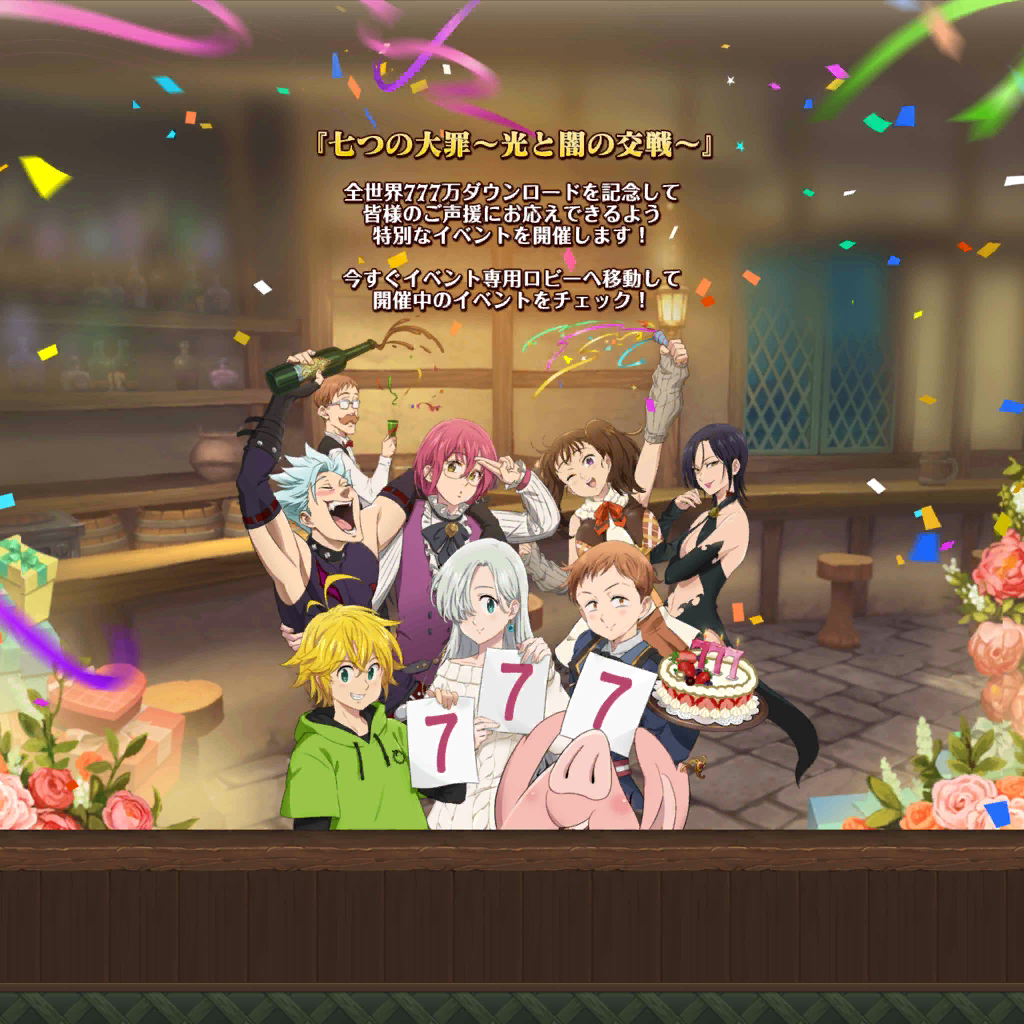 『七つの大罪～光と闇の交戦～』
全世界777万ダウンロードを記念して
皆様のご声援にお応えできるよう
特別なイベントを開催します！
今すぐイベント専用ロビーへ移動して
開催中のイベントをチェック！
777
7
7
7